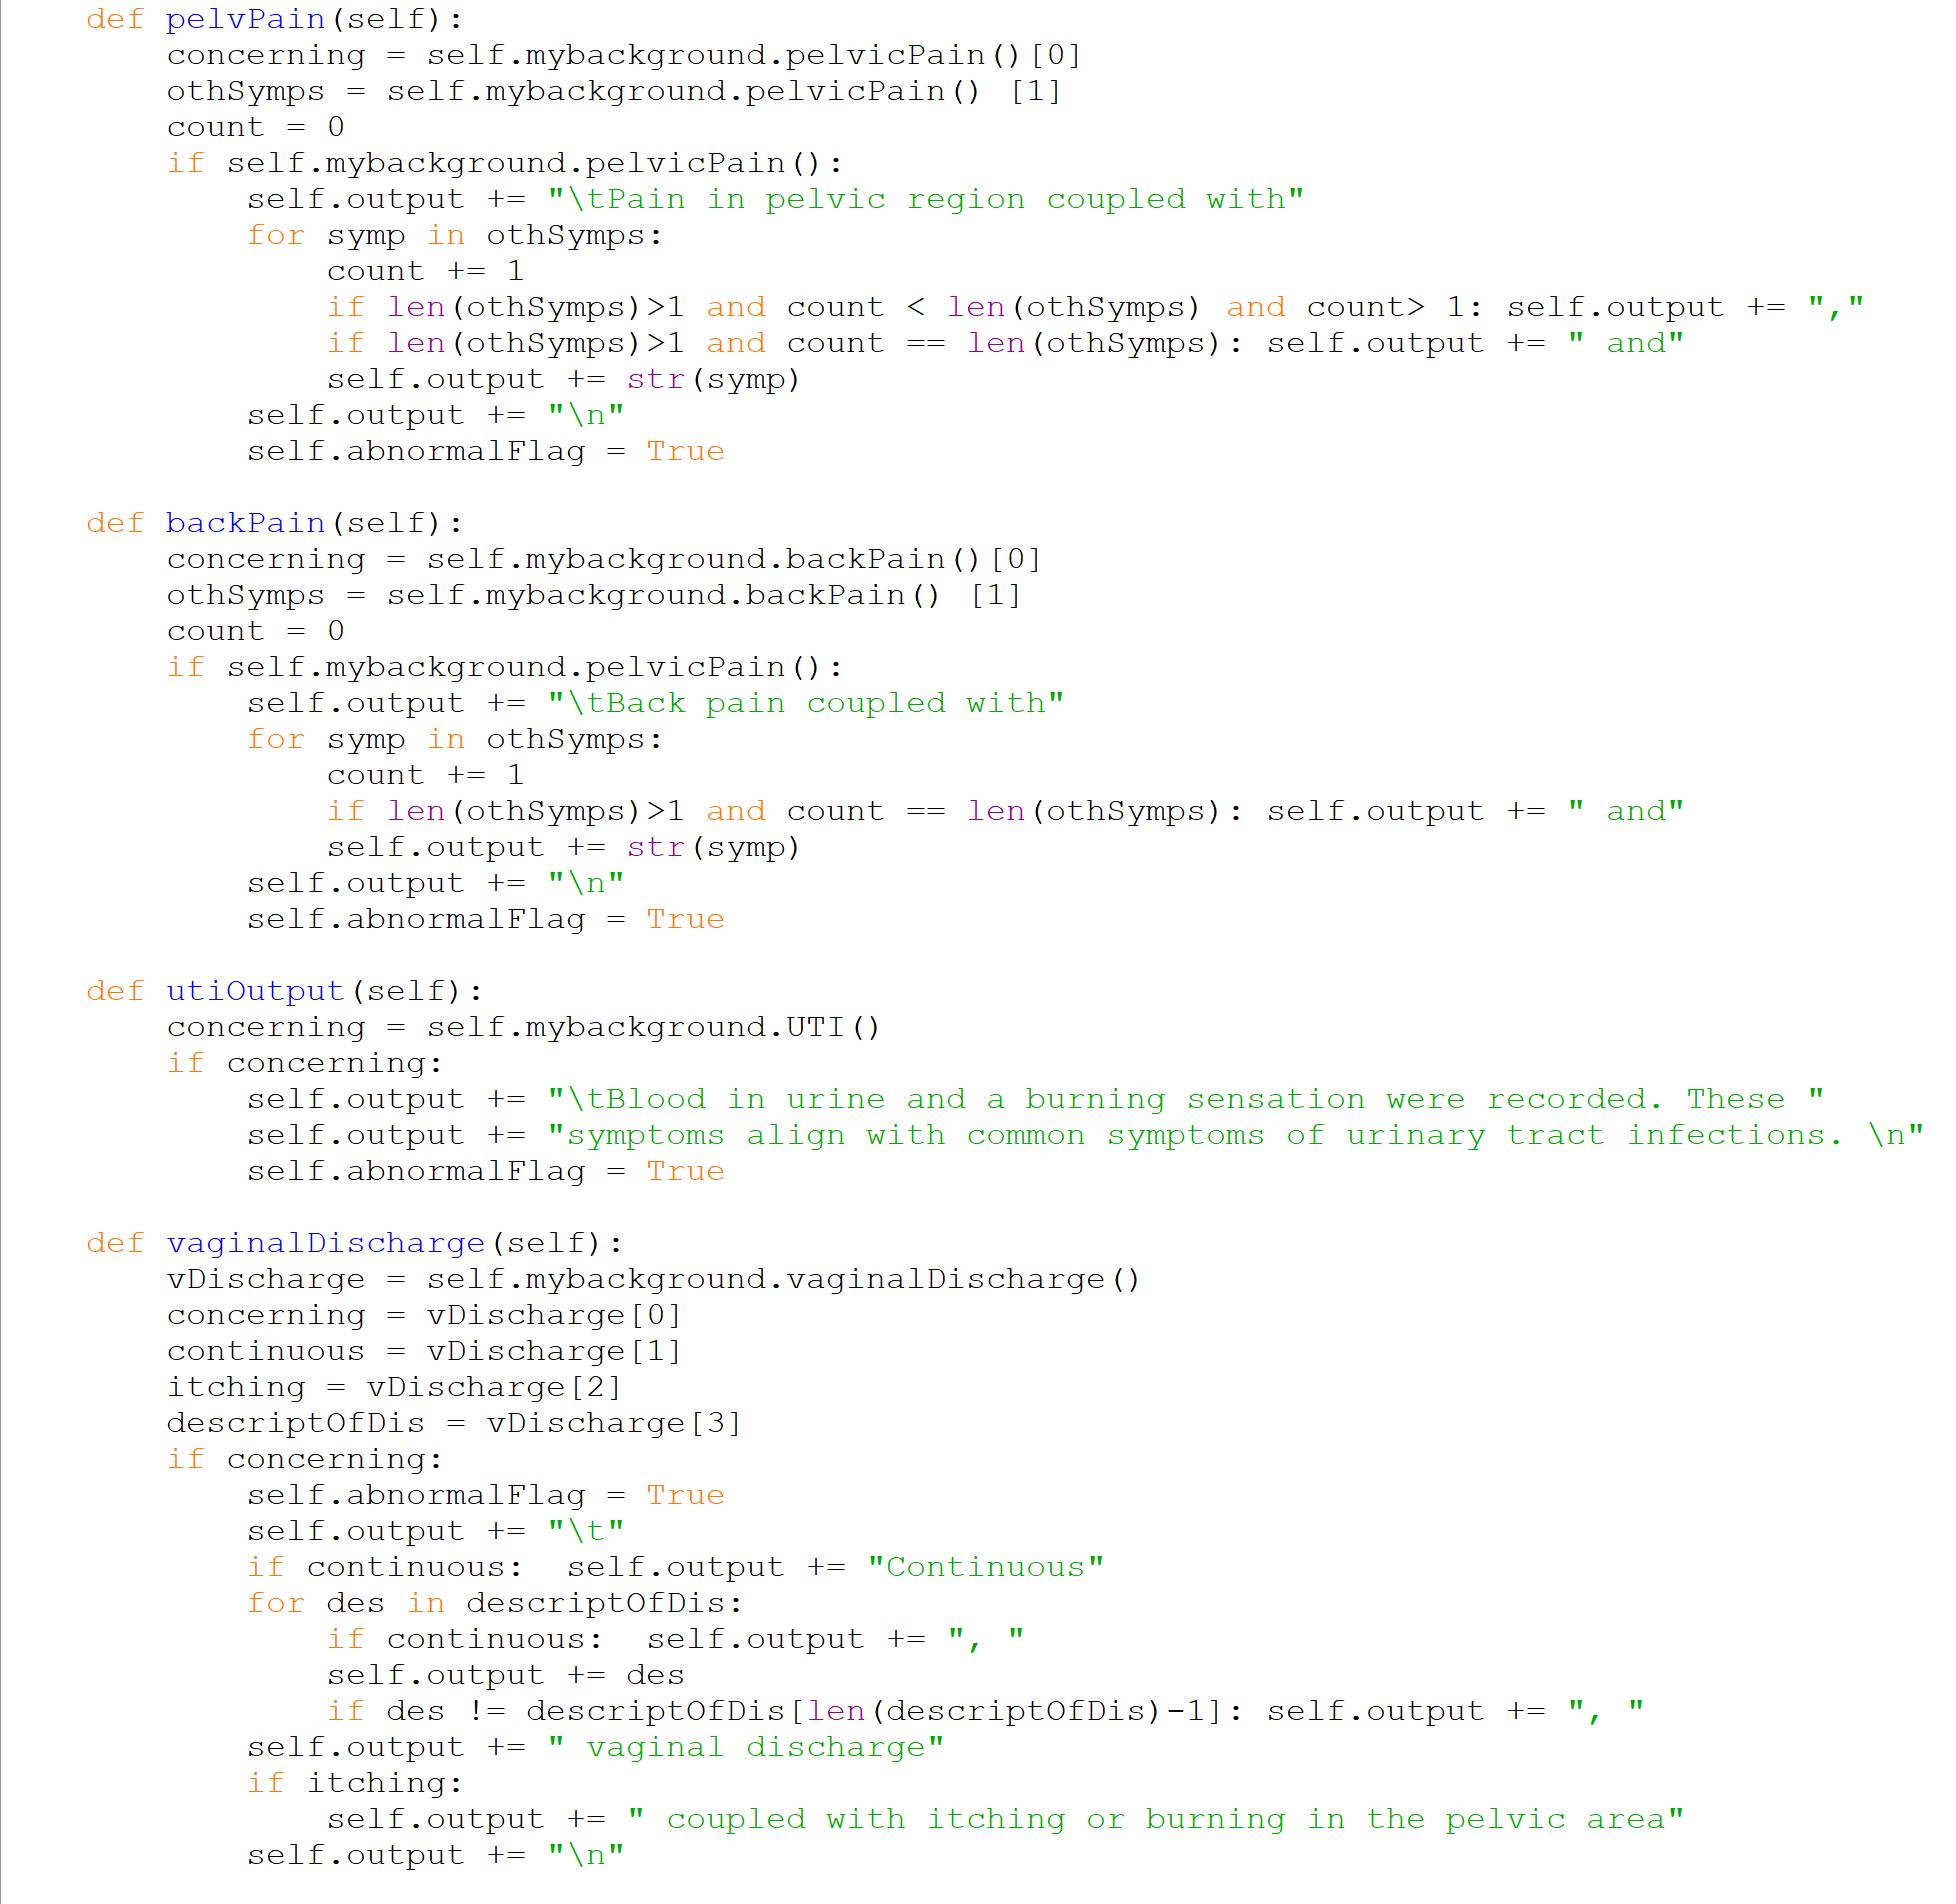 def pelvPain(self):
    concerning = self.mybackground.pelvicPain()[0]
    othSymps = self.mybackground.pelvicPain() [1]
    count = 0
    if self.mybackground.pelvicPain():
        self.output += "\tPain in pelvic region coupled with"
        for symp in othSymps:
            count += 1
            if len(othSymps)>1 and count < len(othSymps) and count> 1: self.output += ","
            if len(othSymps)>1 and count == len(othSymps): self.output += " and"
            self.output += str(symp)
        self.output += "\n"
        self.abnormalFlag = True

def backPain(self):
    concerning = self.mybackground.backPain()[0]
    othSymps = self.mybackground.backPain() [1]
    count = 0
    if self.mybackground.pelvicPain():
        self.output += "\tBack pain coupled with"
        for symp in othSymps:
            count += 1
            if len(othSymps)>1 and count == len(othSymps): self.output += " and"
            self.output += str(symp)
        self.output += "\n"
        self.abnormalFlag = True

def utiOutput(self):
    concerning = self.mybackground.UTI()
    if concerning:
        self.output += "\tBlood in urine and a burning sensation were recorded. These "
        self.output += "symptoms align with common symptoms of urinary tract infections. \n"
        self.abnormalFlag = True

def vaginalDischarge(self):
    vDischarge = self.mybackground.vaginalDischarge()
    concerning = vDischarge[0]
    continuous = vDischarge[1]
    itching = vDischarge[2]
    descriptOfDis = vDischarge[3]
    if concerning:
        self.abnormalFlag = True
        self.output += "\t"
        if continuous:  self.output += "Continuous"
        for des in descriptOfDis:
            if continuous:  self.output += ", "
            self.output += des
            if des != descriptOfDis[len(descriptOfDis)-1]: self.output += ", "
        self.output += " vaginal discharge"
        if itching:
            self.output += " coupled with itching or burning in the pelvic area"
        self.output += "\n"